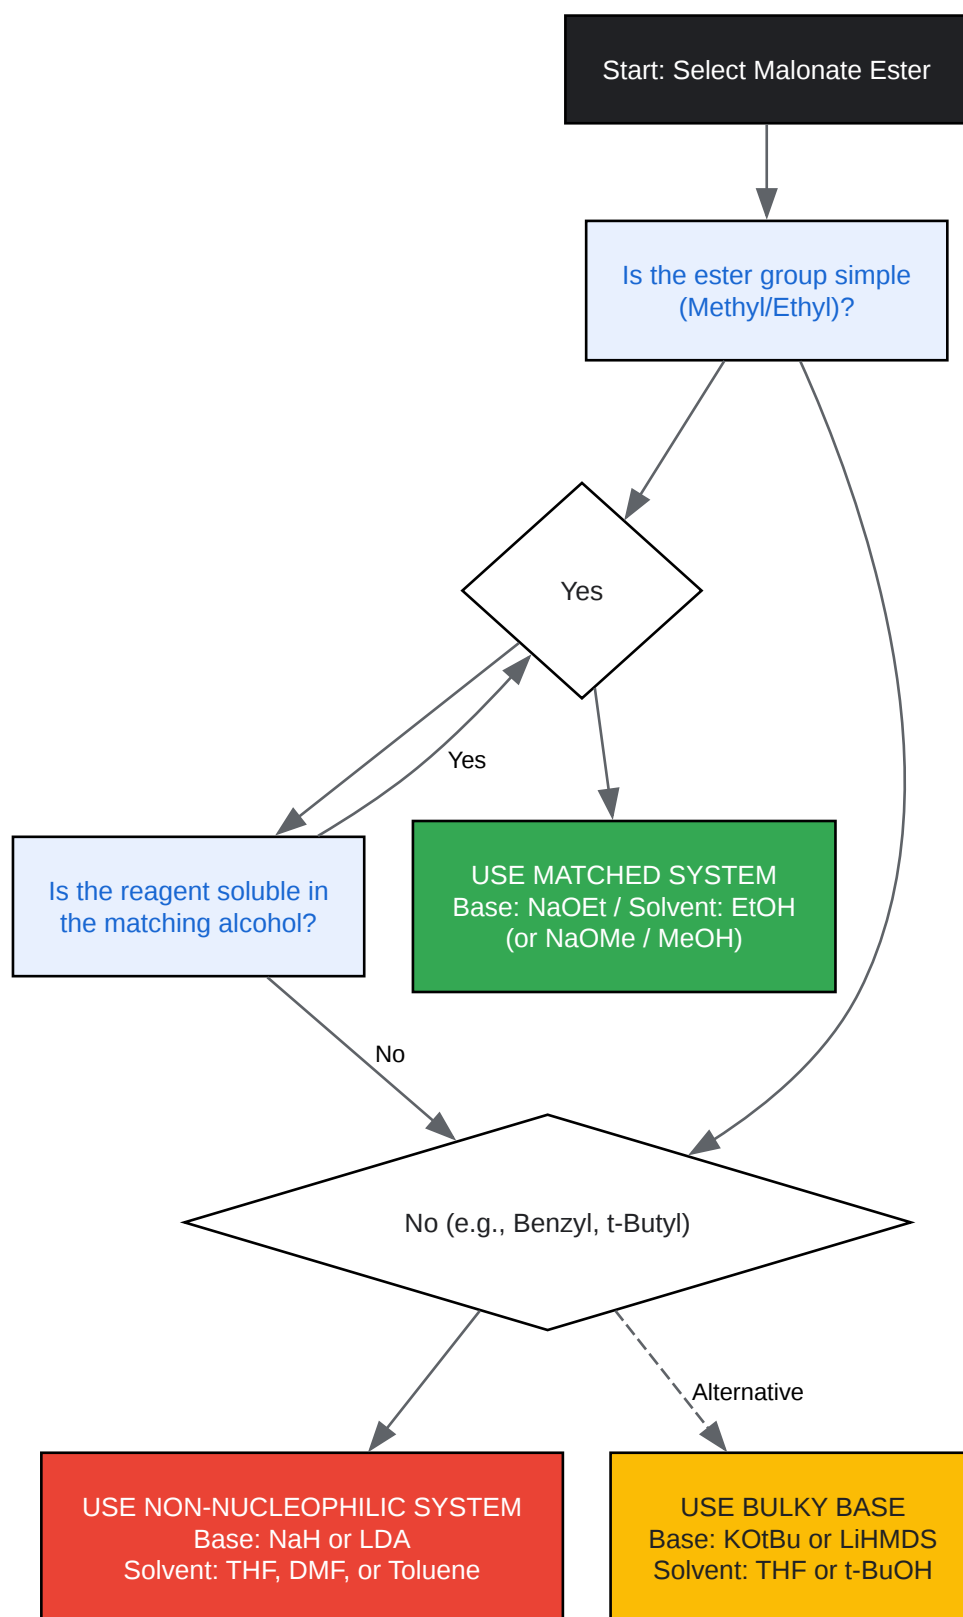 Start: Select Malonate Ester
Is the ester group simple
(Methyl/Ethyl)?
Yes
Yes
Is the reagent soluble in
the matching alcohol?
USE MATCHED SYSTEM
Base: NaOEt / Solvent: EtOH
(or NaOMe / MeOH)
No
No (e.g., Benzyl, t-Butyl)
Alternative
USE NON-NUCLEOPHILIC SYSTEM
Base: NaH or LDA
Solvent: THF, DMF, or Toluene
USE BULKY BASE
Base: KOtBu or LiHMDS
Solvent: THF or t-BuOH